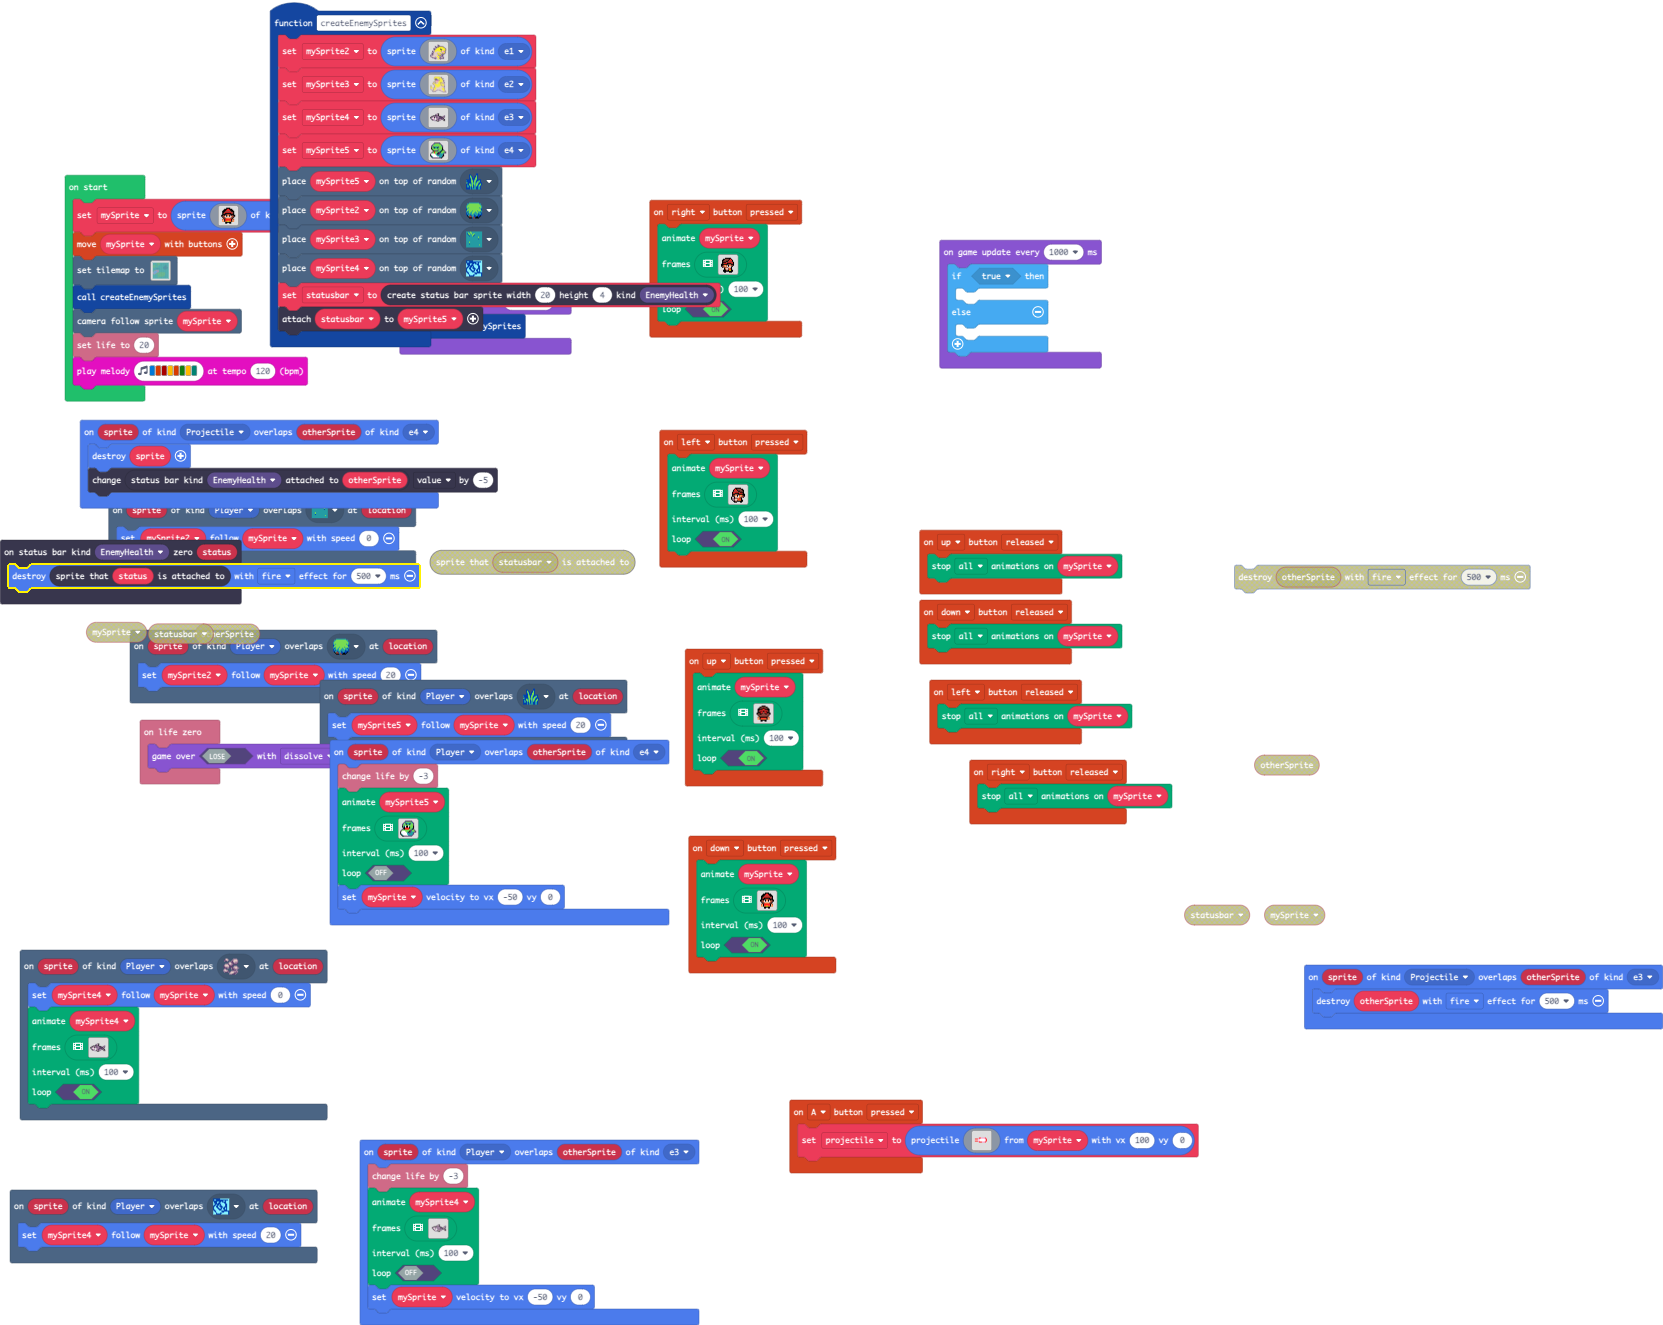 function createEnemySprites
set mySprite2 to sprite of kind e1
set mySprite3 to sprite of kind e2
set mySprite4 to sprite of kind e3
set mySprite5 to sprite of kind e4
place mySprite5 on top of random
place mySprite2 on top of random
place mySprite3 on top of random
place mySprite4 on top of random
set statusbar to create status bar sprite width 20 height 4 kind EnemyHealth
attach statusbar to mySprite5
ySprites
on start
set mySprite to sprite of k
move mySprite with buttons
set tilemap to
call createEnemySprites
camera follow sprite mySprite
set life to 20
play melody at tempo 120 (bpm)
on right button pressed
animate mySprite
frames
100
loop ON
on game update every 1000 ms
if true then
else
on sprite of kind Projectile overlaps otherSprite of kind e4
destroy sprite
change status bar kind EnemyHealth attached to otherSprite value by -5
on sprite of kind Player overlaps at location
set mySprite2 follow mySprite with speed 0
on status bar kind EnemyHealth zero status
destroy sprite that status is attached to with fire effect for 500 ms
sprite that statusbar is attached to
mySprite
statusbar
erSprite
on sprite of kind Player overlaps at location
set mySprite2 follow mySprite with speed 20
on sprite of kind Player overlaps at location
set mySprite5 follow mySprite with speed 20
on life zero
game over LOSE with dissolve
on sprite of kind Player overlaps otherSprite of kind e4
change life by -3
animate mySprite5
frames
interval (ms) 100
loop OFF
set mySprite velocity to vx -50 vy 0
on left button pressed
animate mySprite
frames
interval (ms) 100
loop ON
on up button pressed
animate mySprite
frames
interval (ms) 100
loop ON
on down button pressed
animate mySprite
frames
interval (ms) 100
loop ON
on up button released
stop all animations on mySprite
on down button released
stop all animations on mySprite
on left button released
stop all animations on mySprite
on right button released
stop all animations on mySprite
destroy otherSprite with fire effect for 500 ms
otherSprite
statusbar
mySprite
on sprite of kind Projectile overlaps otherSprite of kind e3
destroy otherSprite with fire effect for 500 ms
on sprite of kind Player overlaps at location
set mySprite4 follow mySprite with speed 0
animate mySprite4
frames
interval (ms) 100
loop ON
on A button pressed
set projectile to projectile from mySprite with vx 100 vy 0
on sprite of kind Player overlaps otherSprite of kind e3
change life by -3
animate mySprite4
frames
interval (ms) 100
loop OFF
set mySprite velocity to vx -50 vy 0
on sprite of kind Player overlaps at location
set mySprite4 follow mySprite with speed 20